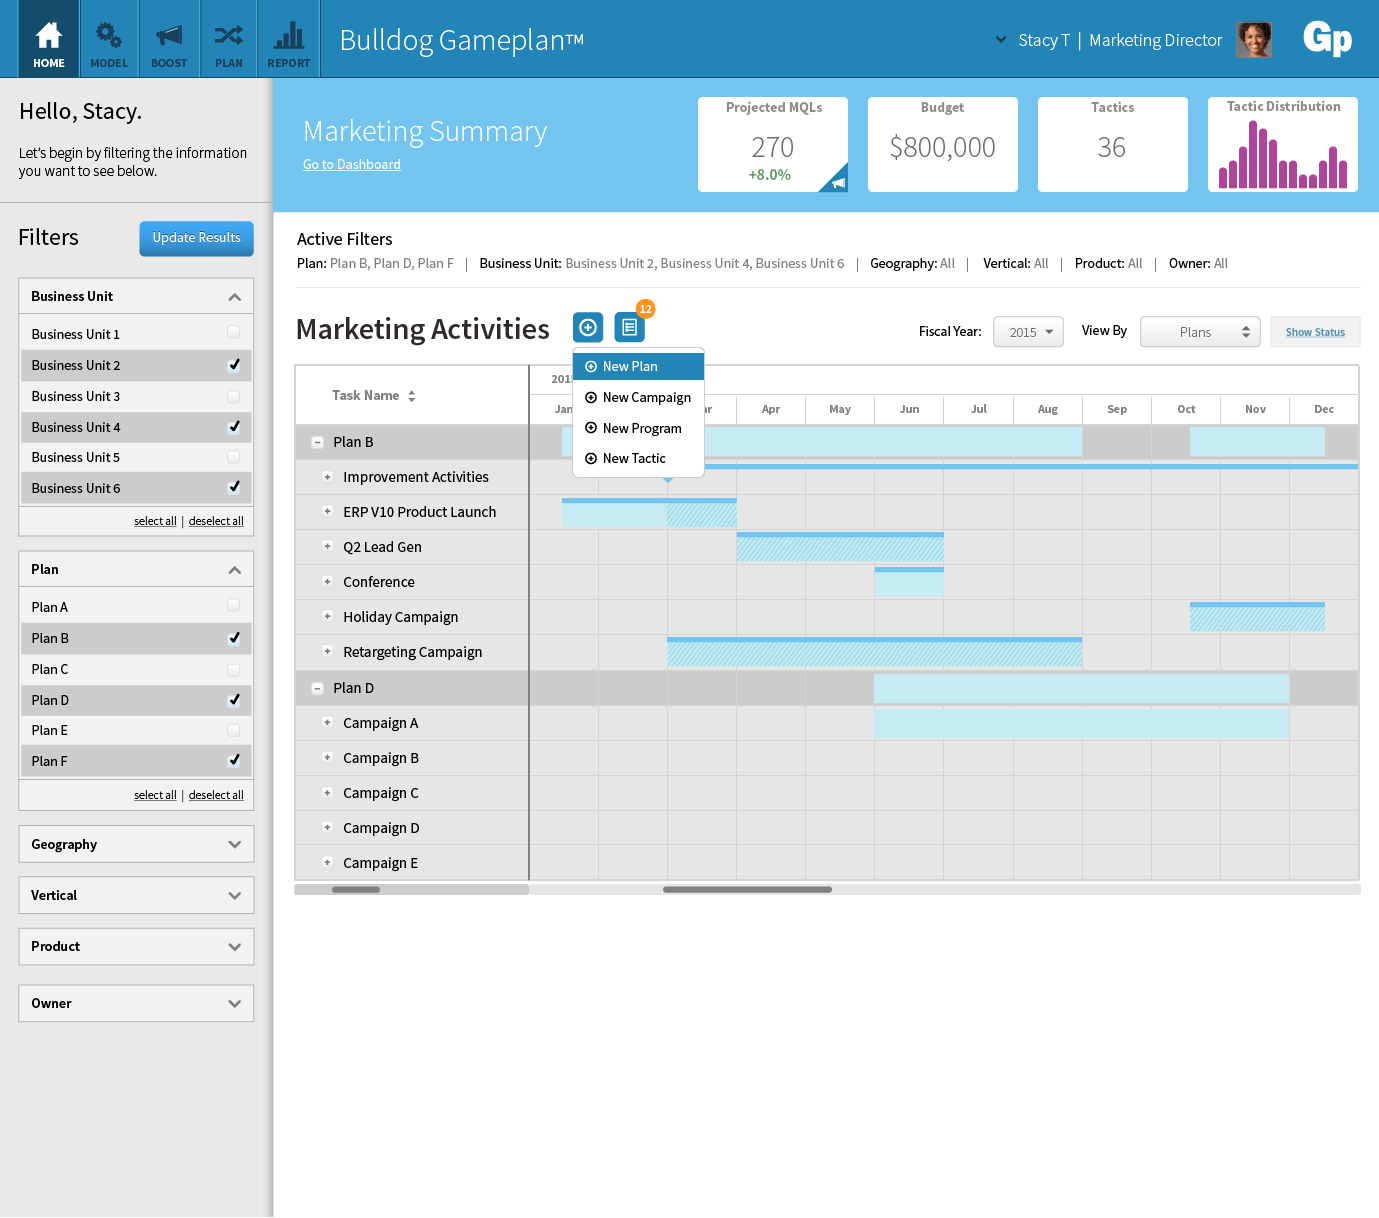 HOME
MODEL
BOOST
PLAN
REPORT
Bulldog Gameplan™
Stacy T | Marketing Director
Gp
Hello, Stacy.
Let's begin by filtering the information
you want to see below.
Filters
Update Results
Business Unit
Business Unit 1
Business Unit 2
Business Unit 3
Business Unit 4
Business Unit 5
Business Unit 6
select all | deselect all
Plan
Plan A
Plan B
Plan C
Plan D
Plan E
Plan F
select all | deselect all
Geography
Vertical
Product
Owner
Marketing Summary
Go to Dashboard
Projected MQLs
270
+8.0%
Budget
$800,000
Tactics
36
Tactic Distribution
Active Filters
Plan: Plan B, Plan D, Plan F | Business Unit: Business Unit 2, Business Unit 4, Business Unit 6 | Geography: All | Vertical: All | Product: All | Owner: All
Marketing Activities
12
Fiscal Year:
2015
View By
Plans
Show Status
New Plan
New Campaign
New Program
New Tactic
Task Name
201
Jan
Apr
May
Jun
Jul
Aug
Sep
Oct
Nov
Dec
Plan B
Improvement Activities
ERP V10 Product Launch
Q2 Lead Gen
Conference
Holiday Campaign
Retargeting Campaign
Plan D
Campaign A
Campaign B
Campaign C
Campaign D
Campaign E